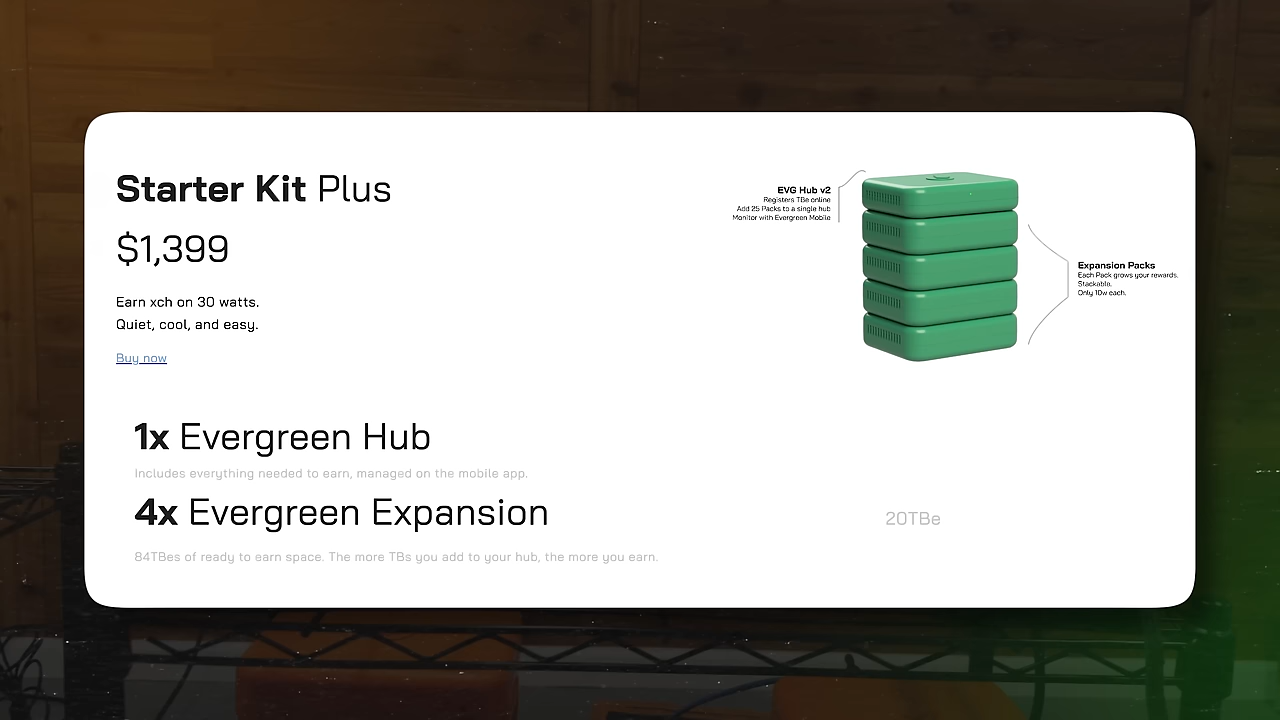 Starter Kit Plus
$1,399
Earn xch on 30 watts.
Quiet, cool, and easy.
Buy now
EVG Hub v2
Registers TBe online
Add 25 Packs to a single hub
Monitor with Evergreen Mobile
Expansion Packs
Each Pack grows your rewards.
Stackable.
Only 10w each.
1x Evergreen Hub
Includes everything needed to earn, managed on the mobile app.
4x Evergreen Expansion
20TBe
84TBes of ready to earn space. The more TBs you add to your hub, the more you earn.